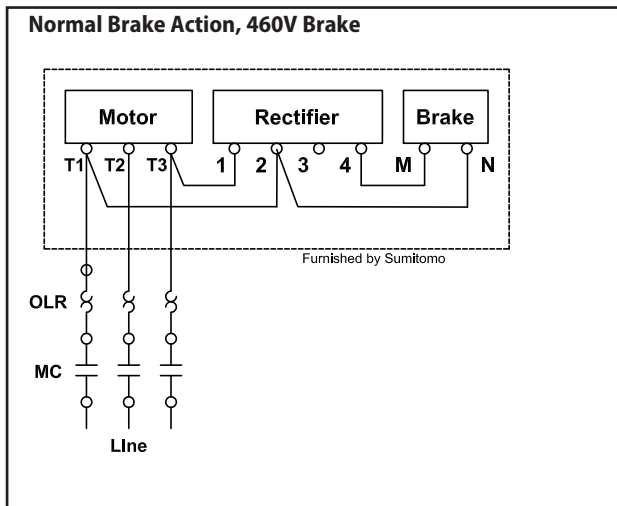 Normal Brake Action, 460V Brake
Motor Rectifier Brake
T1 T2 T3 1 2 3 4 M N
Furnished by Sumitomo
OLR
MC
LIne